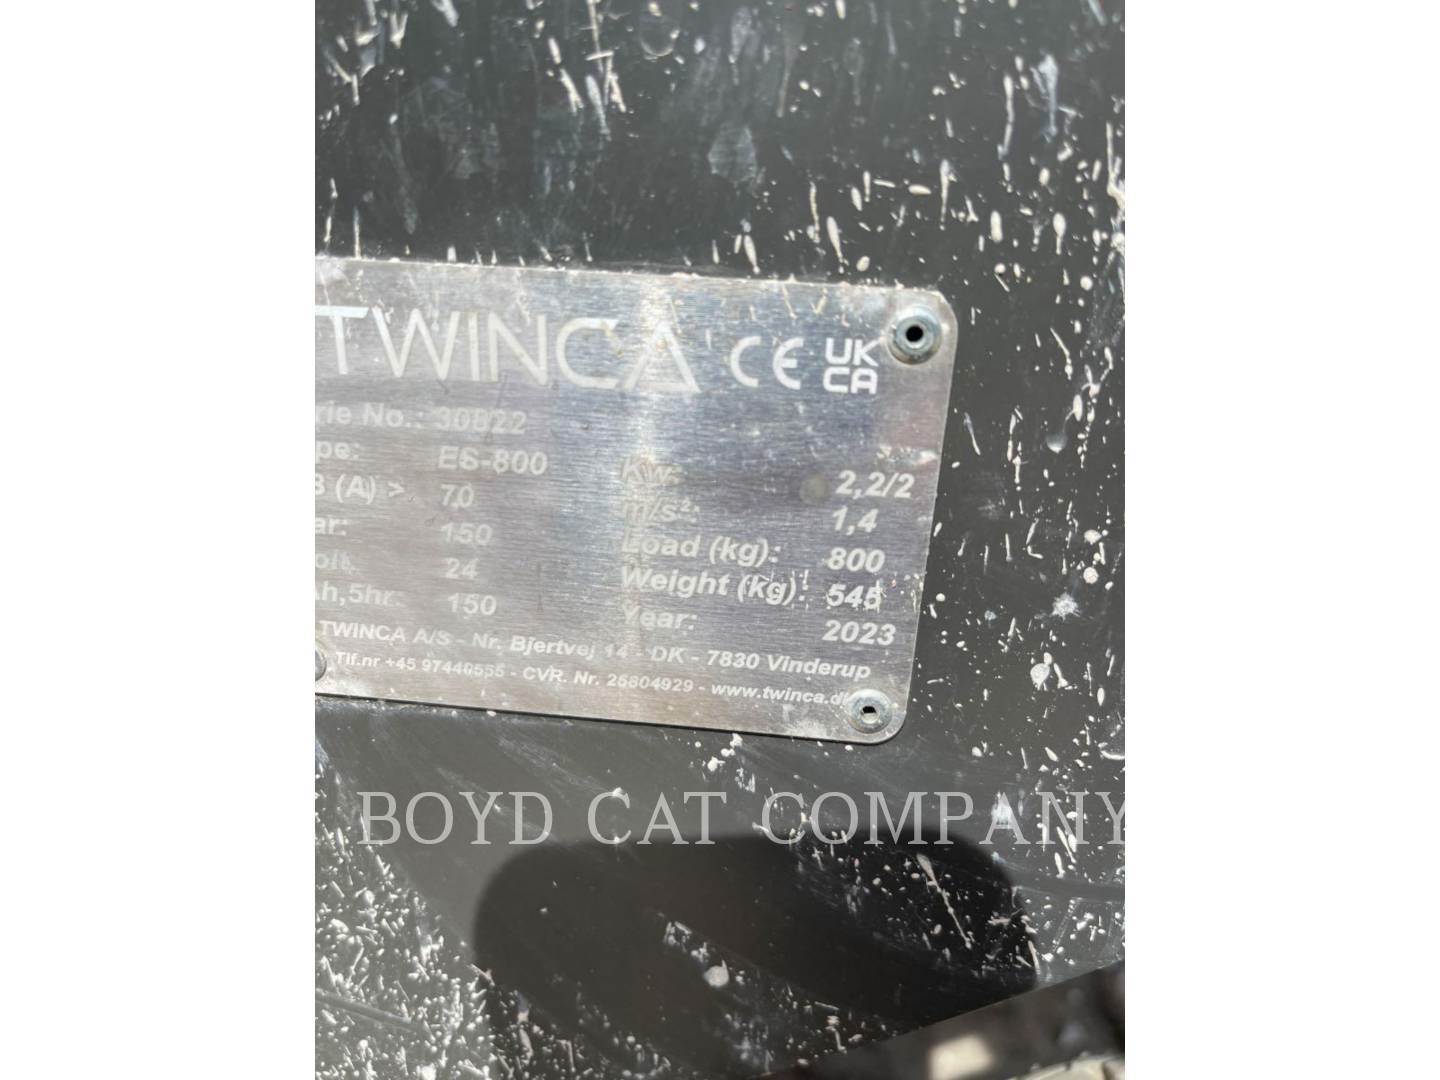 TWINCA CE UK CA
rie No.: 30822
pe: ES-800
B (A) > 70
ar: 150
olt. 24
Ah,5hr. 150
KW: 2,2/2
m/s²: 1,4
Load (kg): 800
Weight (kg): 545
Year: 2023
TWINCA A/S - Nr. Bjertvej 14 - DK - 7830 Vinderup
Tlf.nr +45 97440555 - CVR. Nr. 25804929 - www.twinca.d
BOYD CAT COMPANY